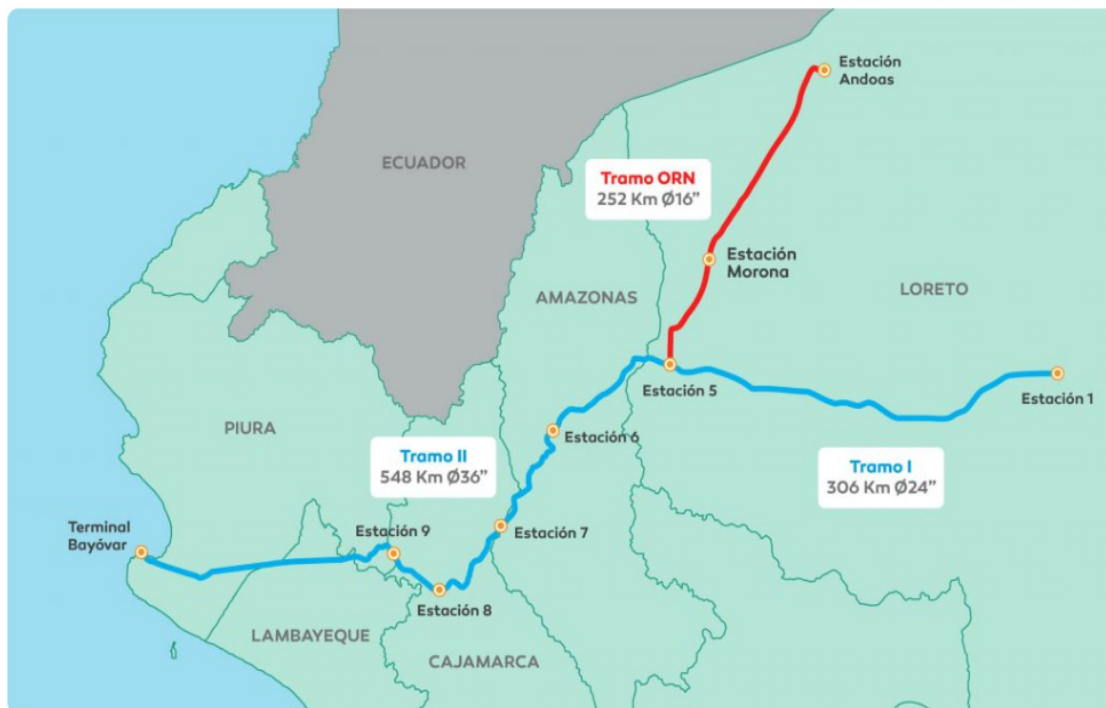 Estación
Andoas
ECUADOR
Tramo ORN
252 Km Ø16”
Estación
Morona
AMAZONAS
LORETO
Estación 5
Estación 1
PIURA
Estación 6
Tramo II
548 Km Ø36”
Tramo I
306 Km Ø24”
Terminal
Bayóvar
Estación 9
Estación 7
Estación 8
LAMBAYEQUE
CAJAMARCA